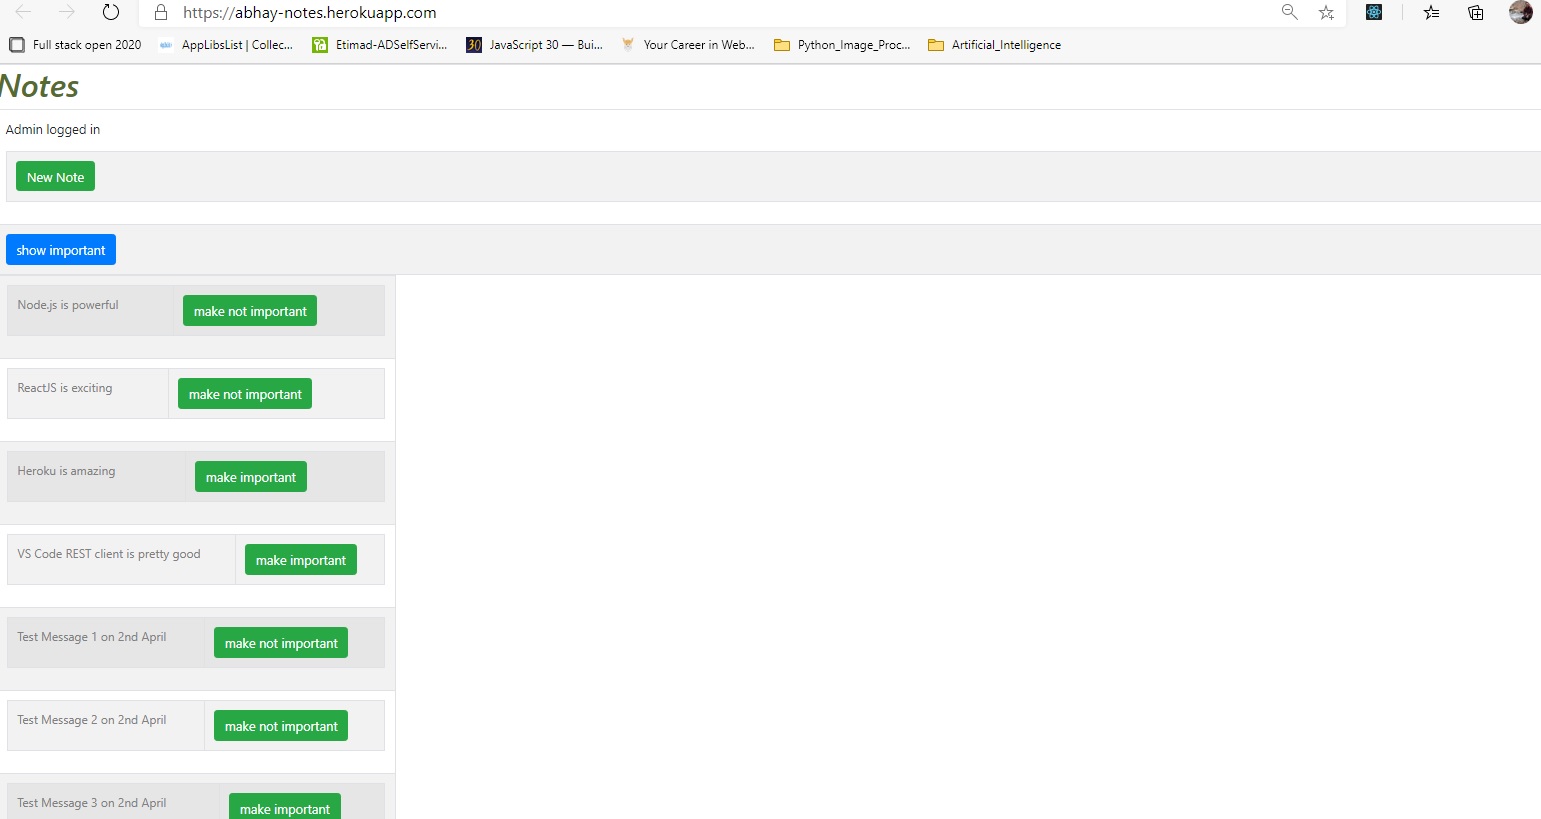 https://abhay-notes.herokuapp.com
Full stack open 2020 AppLibsList | Collec... Etimad-ADSelfServi... 30 JavaScript 30 — Bui... Your Career in Web... Python_Image_Proc... Artificial_Intelligence
Notes
Admin logged in
New Note
show important
Node.js is powerful make not important
ReactJS is exciting make not important
Heroku is amazing make important
VS Code REST client is pretty good make important
Test Message 1 on 2nd April make not important
Test Message 2 on 2nd April make not important
Test Message 3 on 2nd April make important